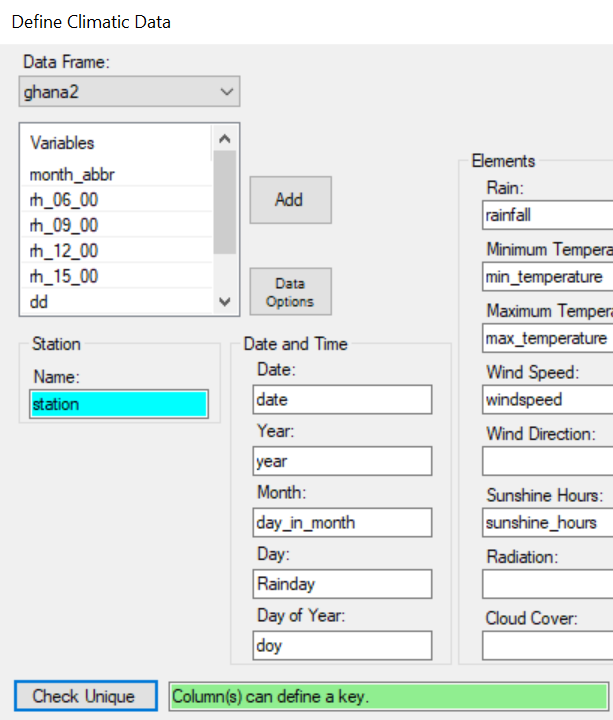 Define Climatic Data
Data Frame:
ghana2
Variables
month_abbr
rh_06_00
rh_09_00
rh_12_00
rh_15_00
dd
Add
Data
Options
Station
Name:
station
Date and Time
Date:
date
Year:
year
Month:
day_in_month
Day:
Rainday
Day of Year:
doy
Elements
Rain:
rainfall
Minimum Tempera
min_temperature
Maximum Tempera
max_temperature
Wind Speed:
windspeed
Wind Direction:
Sunshine Hours:
sunshine_hours
Radiation:
Cloud Cover:
Check Unique
Column(s) can define a key.